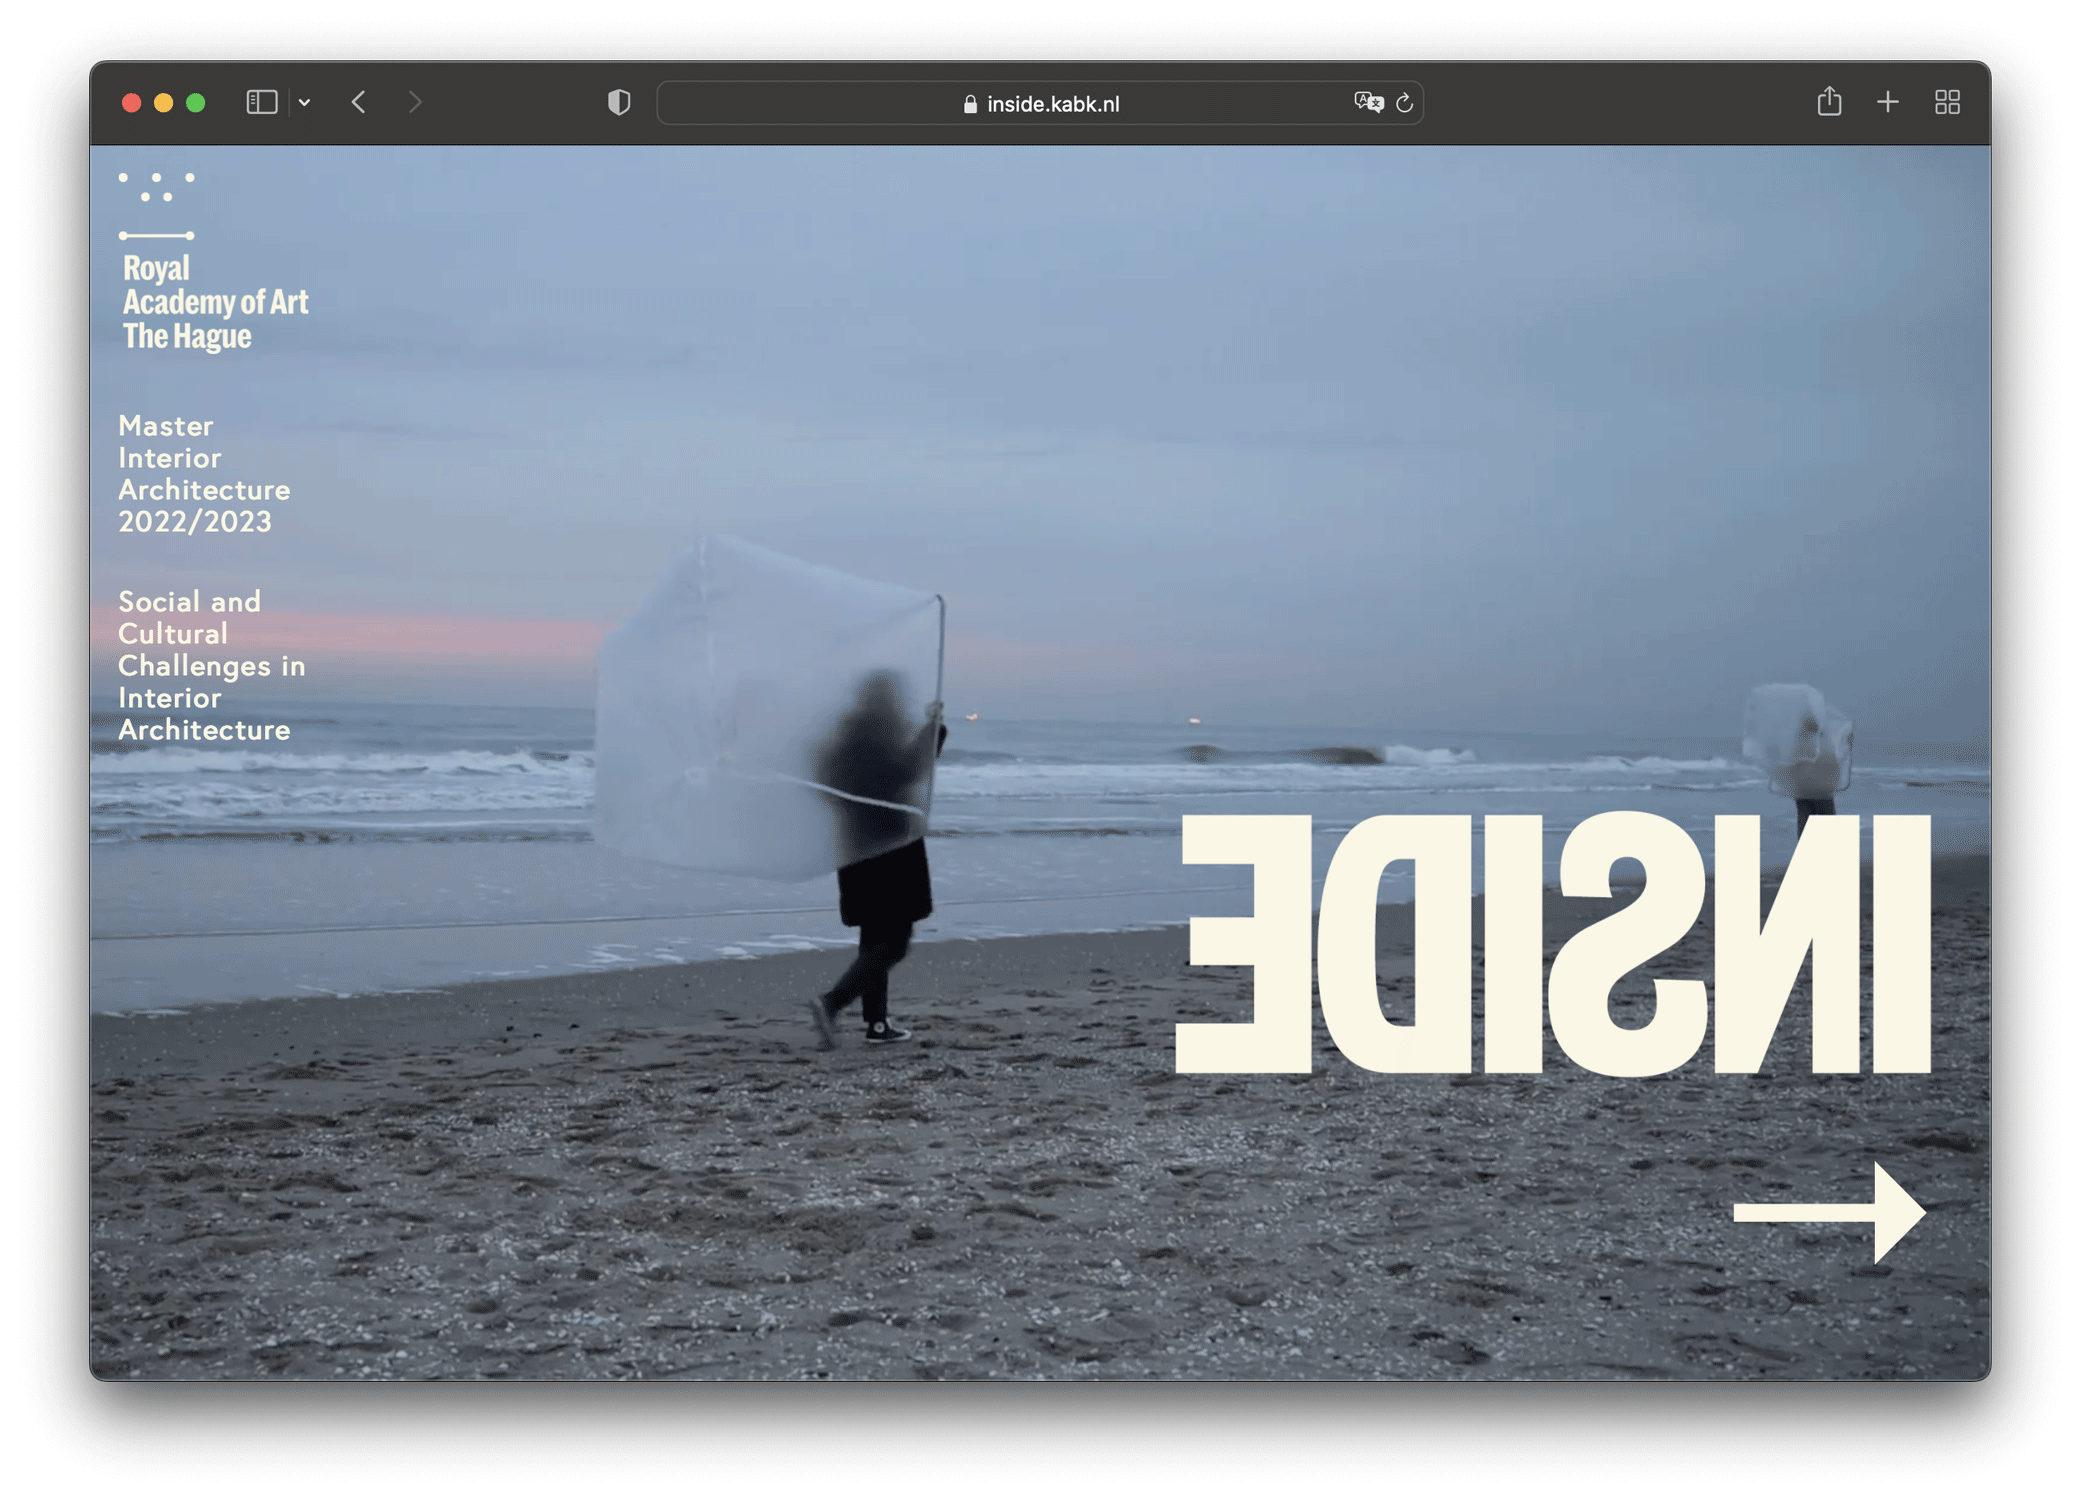 inside.kabk.nl
Royal
Academy of Art
The Hague
Master
Interior
Architecture
2022/2023
Social and
Cultural
Challenges in
Interior
Architecture
INSIDE